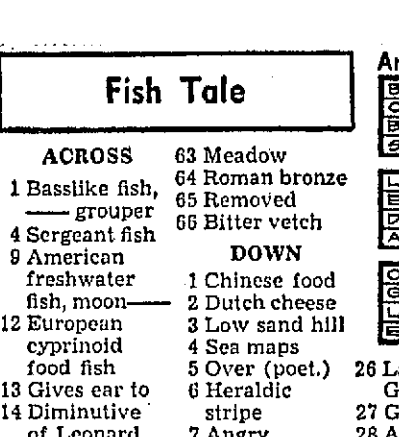 Fish Tale
ACROSS
1 Basslike fish,
—— grouper
4 Sergeant fish
9 American
freshwater
fish, moon——
12 European
cyprinoid
food fish
13 Gives ear to
14 Diminutive
of Leonard
63 Meadow
64 Roman bronze
65 Removed
66 Bitter vetch
DOWN
1 Chinese food
2 Dutch cheese
3 Low sand hill
4 Sea maps
5 Over (poet.)
6 Heraldic
stripe
7 Angry
26 L
G
27 G
28 A